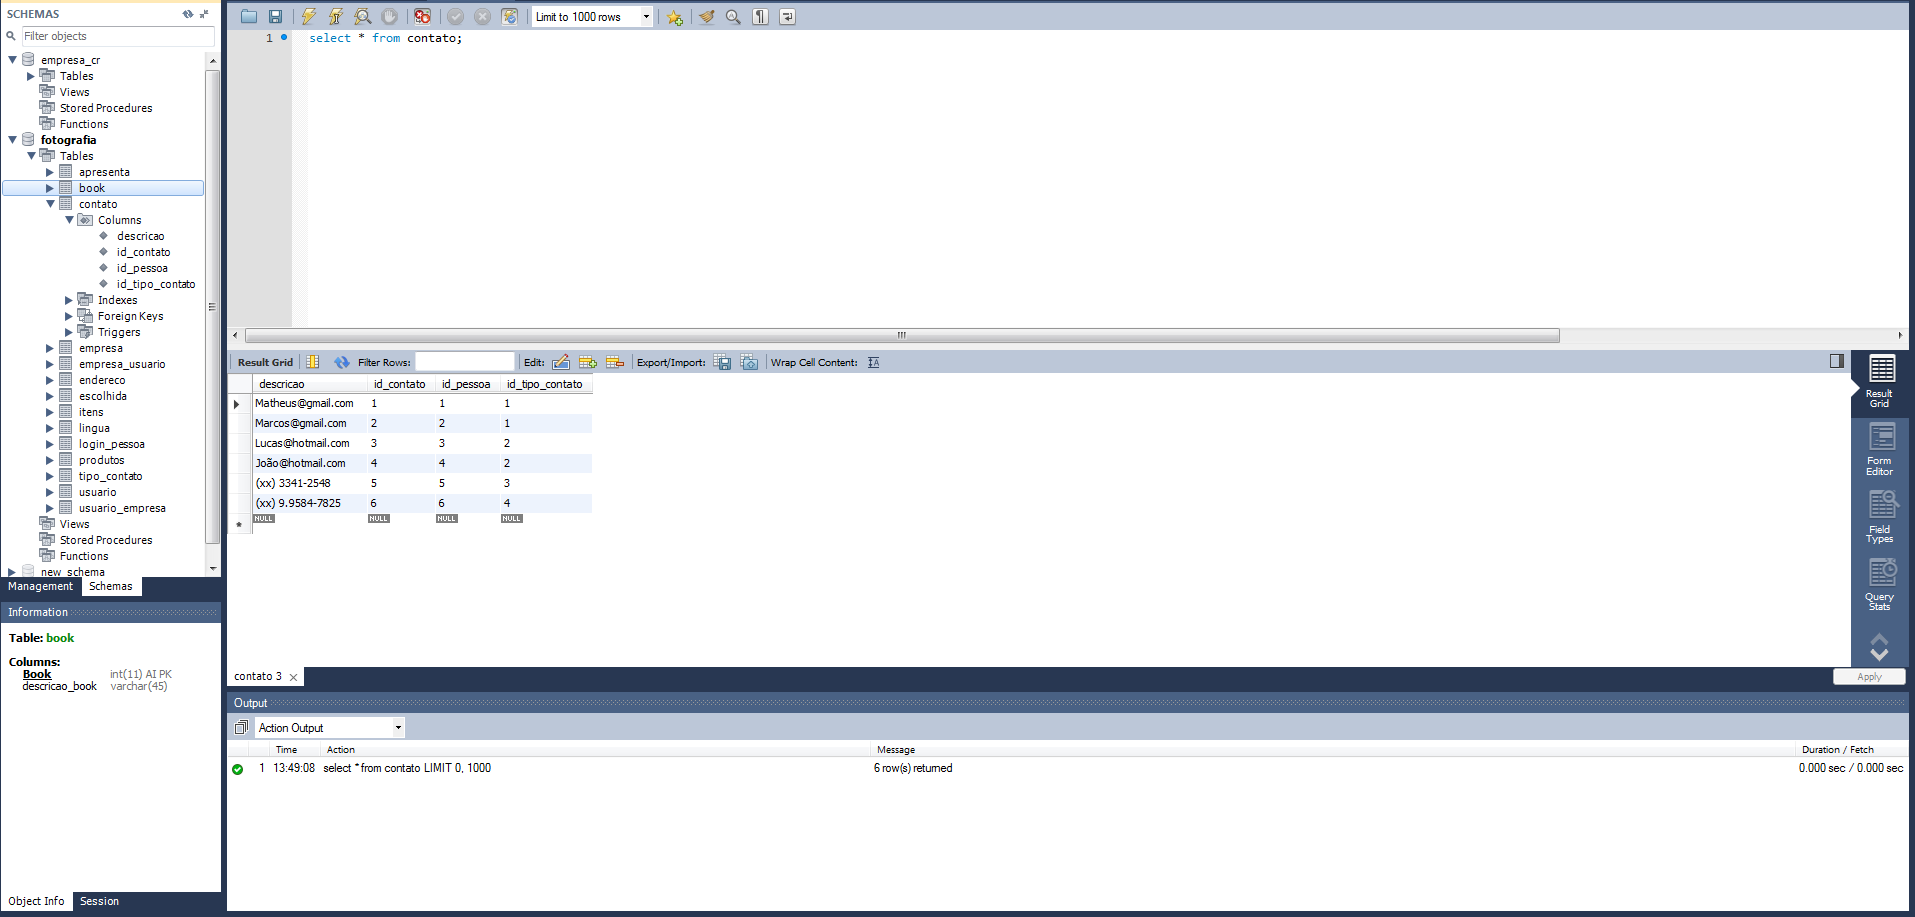 SCHEMAS
Filter objects
empresa_cr
Tables
Views
Stored Procedures
Functions
fotografia
Tables
apresenta
book
contato
Columns
descricao
id_contato
id_pessoa
id_tipo_contato
Indexes
Foreign Keys
Triggers
empresa
empresa_usuario
endereco
escolhida
itens
lingua
login_pessoa
produtos
tipo_contato
usuario
usuario_empresa
Views
Stored Procedures
Functions
new_schema
Management Schemas
Information
Table: book
Columns:
Book int(11) AI PK
descricao_book varchar(45)
Object Info Session
Limit to 1000 rows
1 select * from contato;
Result Grid Filter Rows: Edit: Export/Import: Wrap Cell Content:
descricao id_contato id_pessoa id_tipo_contato
Matheus@gmail.com 1 1 1
Marcos@gmail.com 2 2 1
Lucas@hotmail.com 3 3 2
João@hotmail.com 4 4 2
(xx) 3341-2548 5 5 3
(xx) 9.9584-7825 6 6 4
NULL NULL NULL NULL
Result
Grid
Form
Editor
Field
Types
Query
Stats
contato 3
Apply
Output
Action Output
Time Action Message Duration / Fetch
1 13:49:08 select * from contato LIMIT 0, 1000 6 row(s) returned 0.000 sec / 0.000 sec